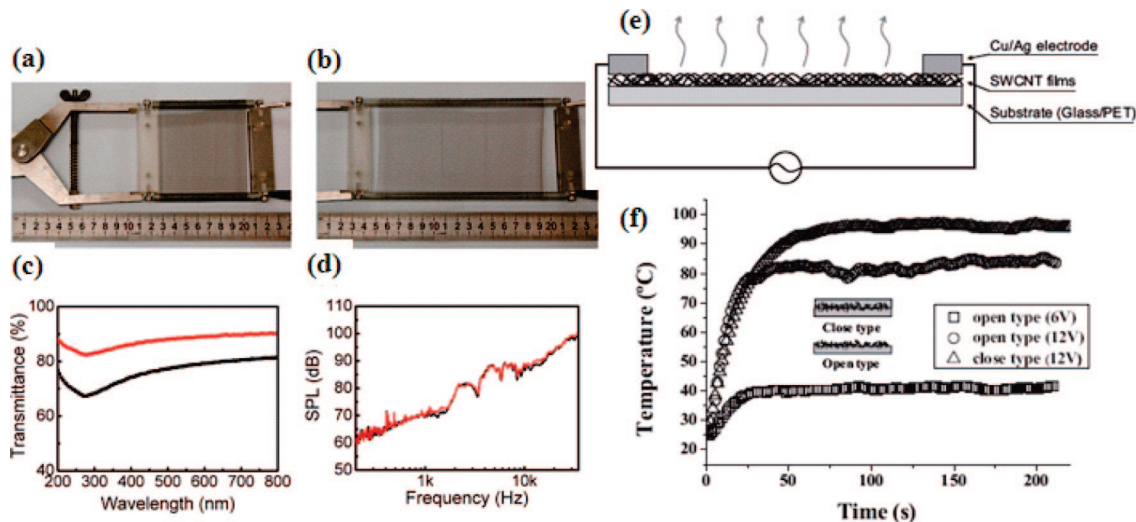 (a)
(b)
(c)
100
80
60
40
Transmittance (%)
200 300 400 500 600 700 800
Wavelength (nm)
(d)
110
100
90
80
70
60
50
SPL (dB)
1k 10k
Frequency (Hz)
(e)
Cu/Ag electrode
SWCNT films
Substrate (Glass/PET)
(f)
100
90
80
70
60
50
40
30
20
Temperature (°C)
Close type
Open type
open type (6V)
open type (12V)
close type (12V)
0 50 100 150 200
Time (s)